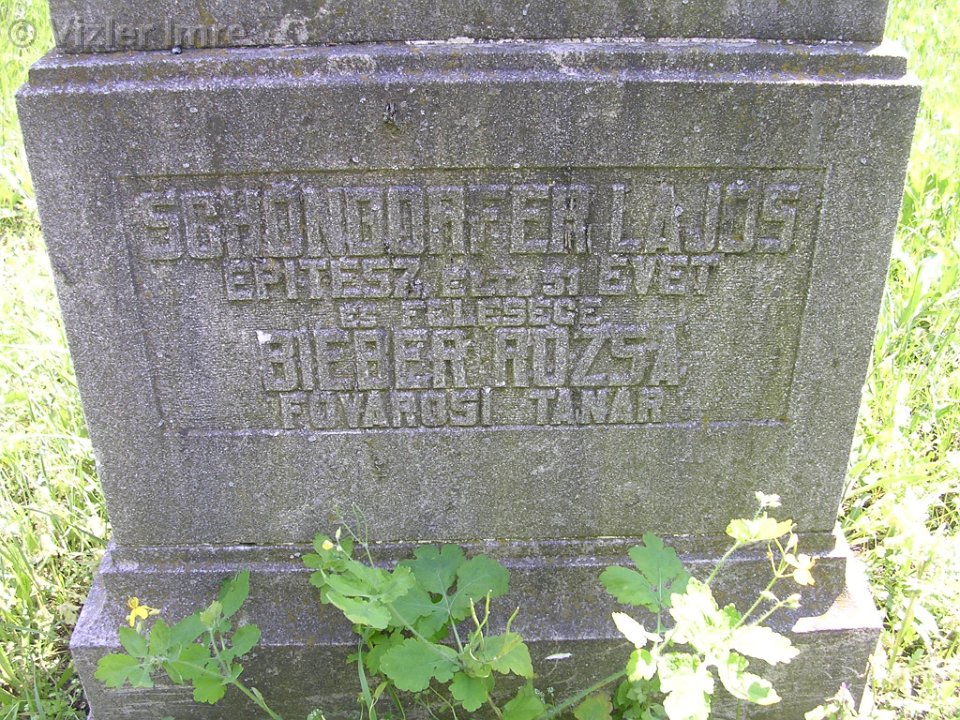 © Vizler Imre
SCHÖNDORFER LAJOS
ÉPITÉSZ, ÉLT 51 ÉVET
ÉS FELESÉGE
BIEBER RÓZSA
FŐVÁROSI TANÁR